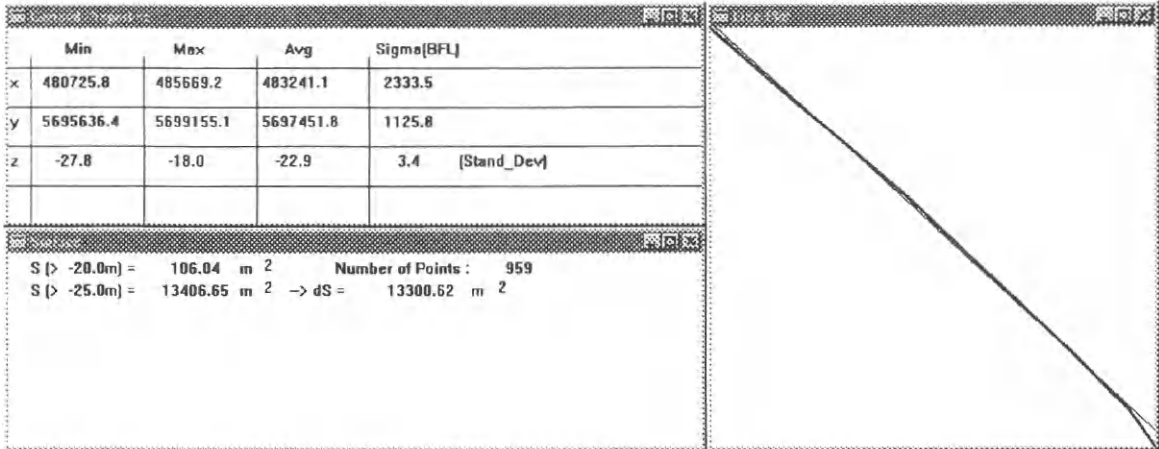 Min Max Avg Sigma(BFL)
x 480725.8 485669.2 483241.1 2333.5
y 5695636.4 5699155.1 5697451.8 1125.8
z -27.8 -18.0 -22.9 3.4 (Stand_Dev)
S (> -20.0m) = 106.04 m 2 Number of Points : 959
S (> -25.0m) = 13406.65 m 2 --> dS = 13300.62 m 2